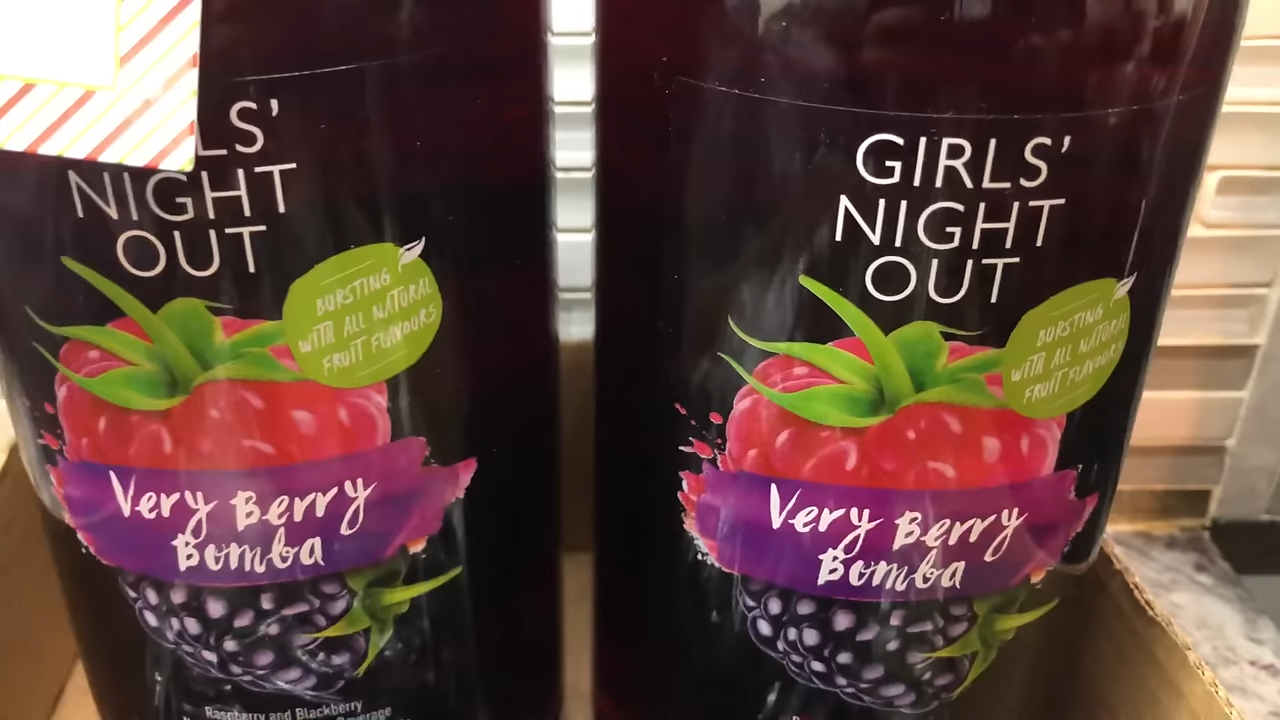 LS'
NIGHT
OUT
BURSTING
WITH ALL NATURAL
FRUIT FLAVOURS
Very Berry
Bomba
Raspberry and Blackberry
Beverage
GIRLS'
NIGHT
OUT
BURSTING
WITH ALL NATURAL
FRUIT FLAVOURS
Very Berry
Bomba